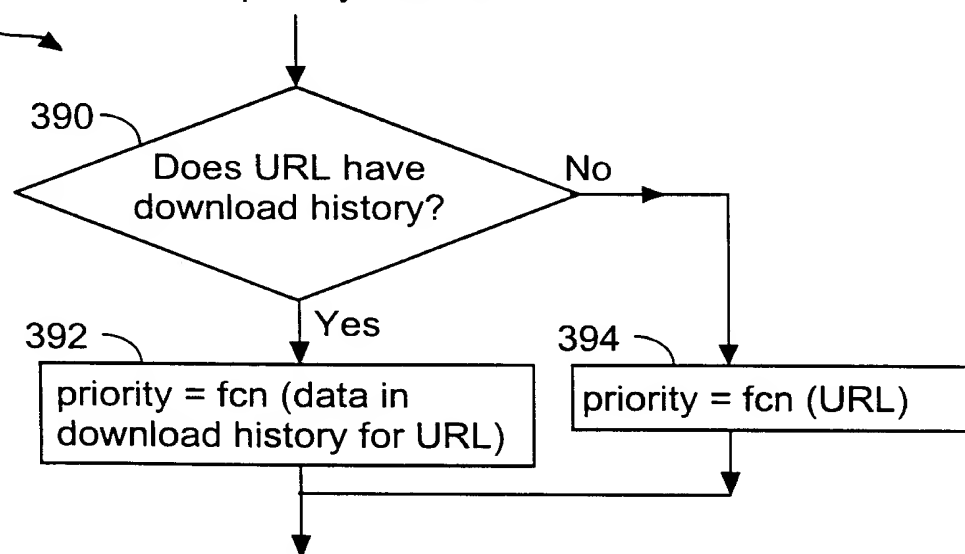 390
Does URL have
download history?
No
Yes
392
priority = fcn (data in
download history for URL)
394
priority = fcn (URL)